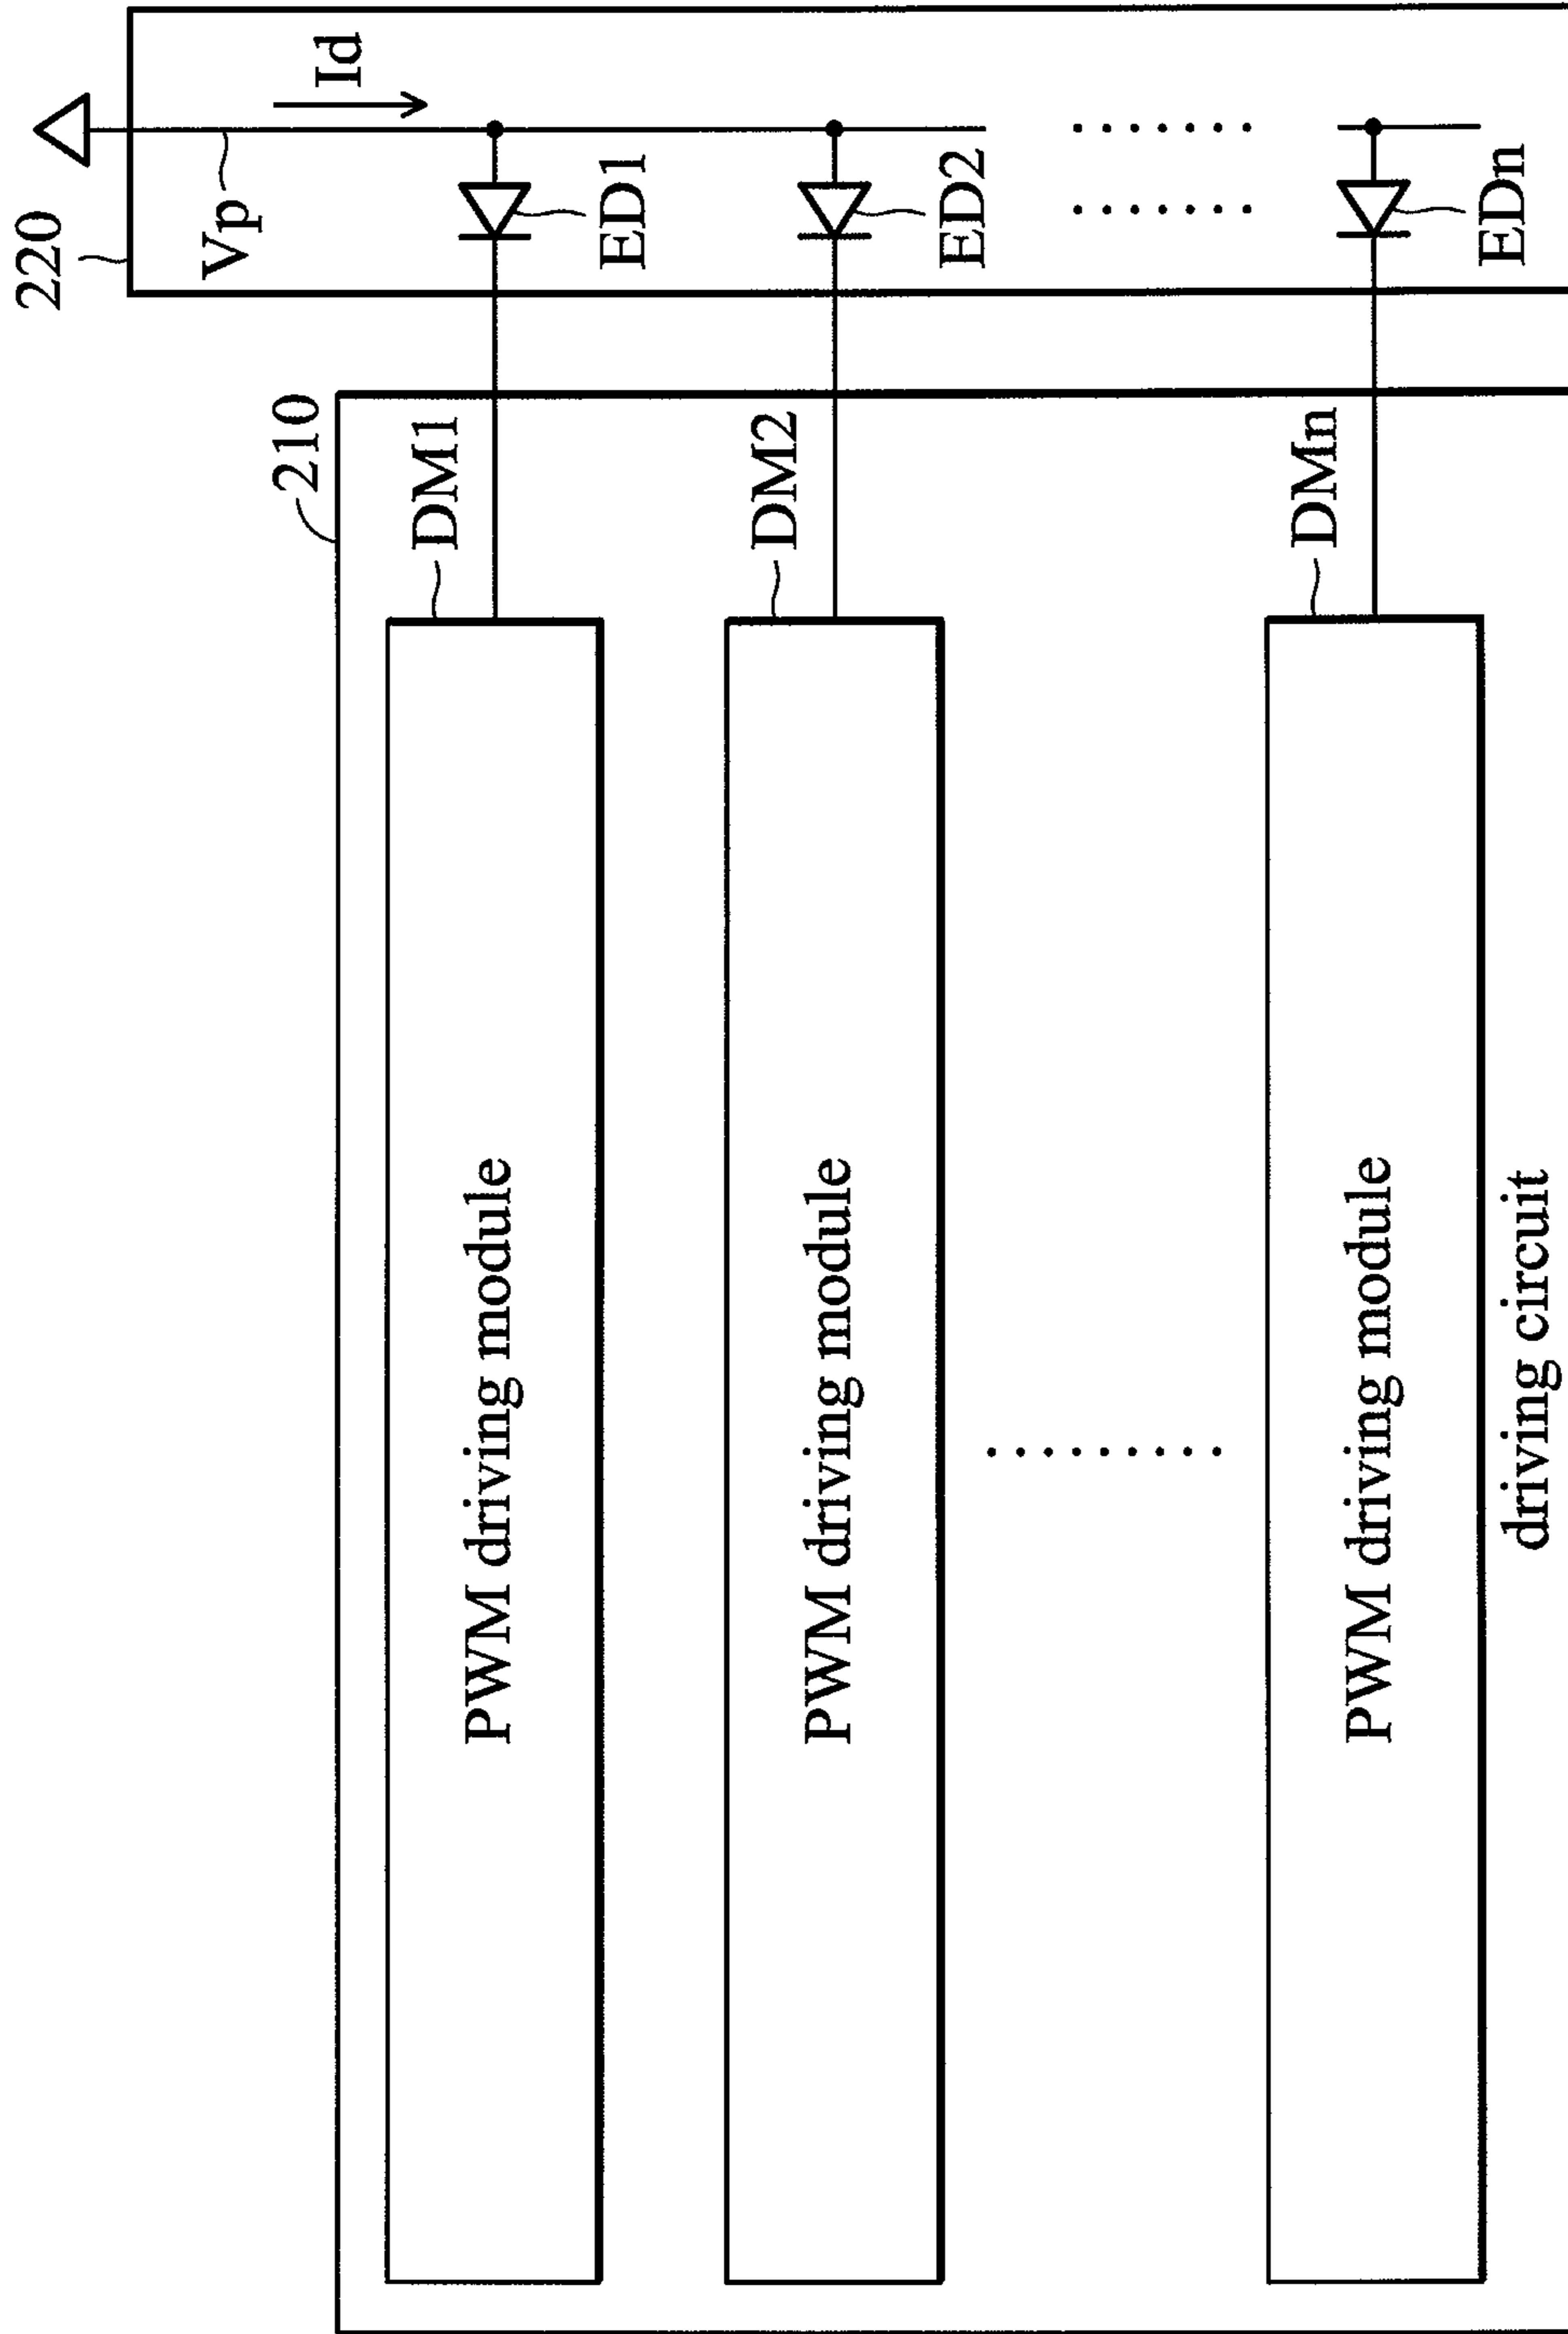 220
Vp
Id
ED1
ED2
EDn
210
DM1
DM2
DMn
PWM driving module
PWM driving module
PWM driving module
driving circuit